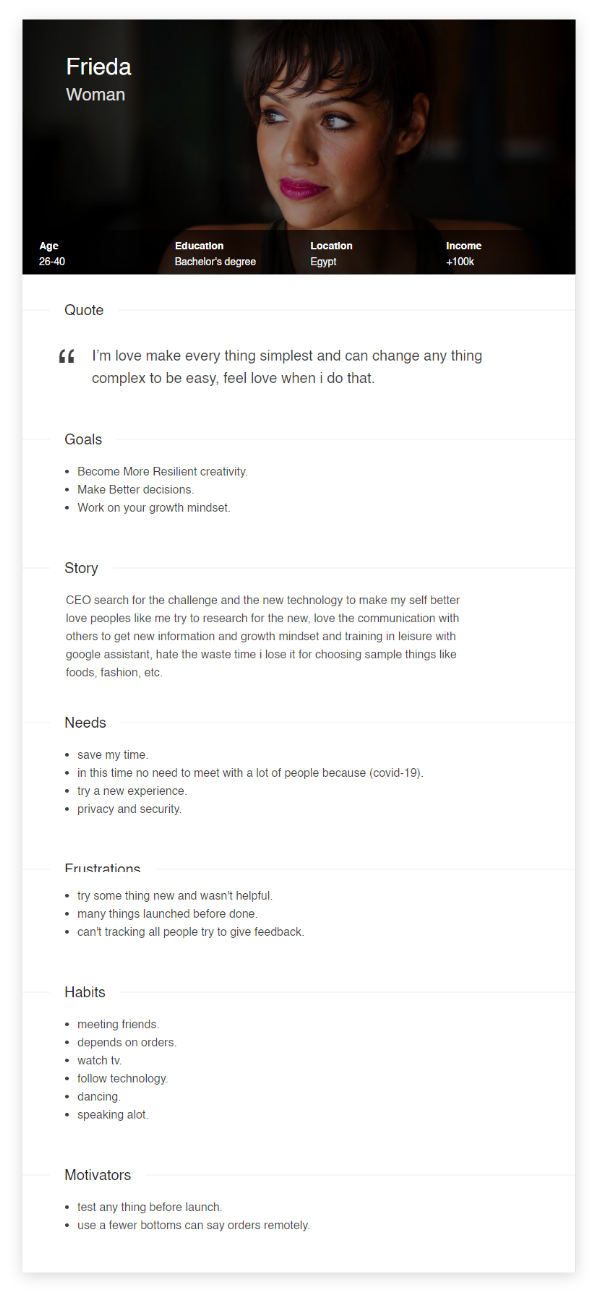 Frieda
Woman
Age Education Location Income
26-40 Bachelor's degree Egypt +100k
Quote
“ I'm love make every thing simplest and can change any thing
complex to be easy, feel love when i do that.
Goals
• Become More Resilient creativity.
• Make Better decisions.
• Work on your growth mindset.
Story
CEO search for the challenge and the new technology to make my self better
love peoples like me try to research for the new, love the communication with
others to get new information and growth mindset and training in leisure with
google assistant, hate the waste time i lose it for choosing sample things like
foods, fashion, etc.
Needs
• save my time.
• in this time no need to meet with a lot of people because (covid-19).
• try a new experience.
• privacy and security.
Frustrations
• try some thing new and wasn't helpful.
• many things launched before done.
• can't tracking all people try to give feedback.
Habits
• meeting friends.
• depends on orders.
• watch tv.
• follow technology.
• dancing.
• speaking alot.
Motivators
• test any thing before launch.
• use a fewer bottoms can say orders remotely.